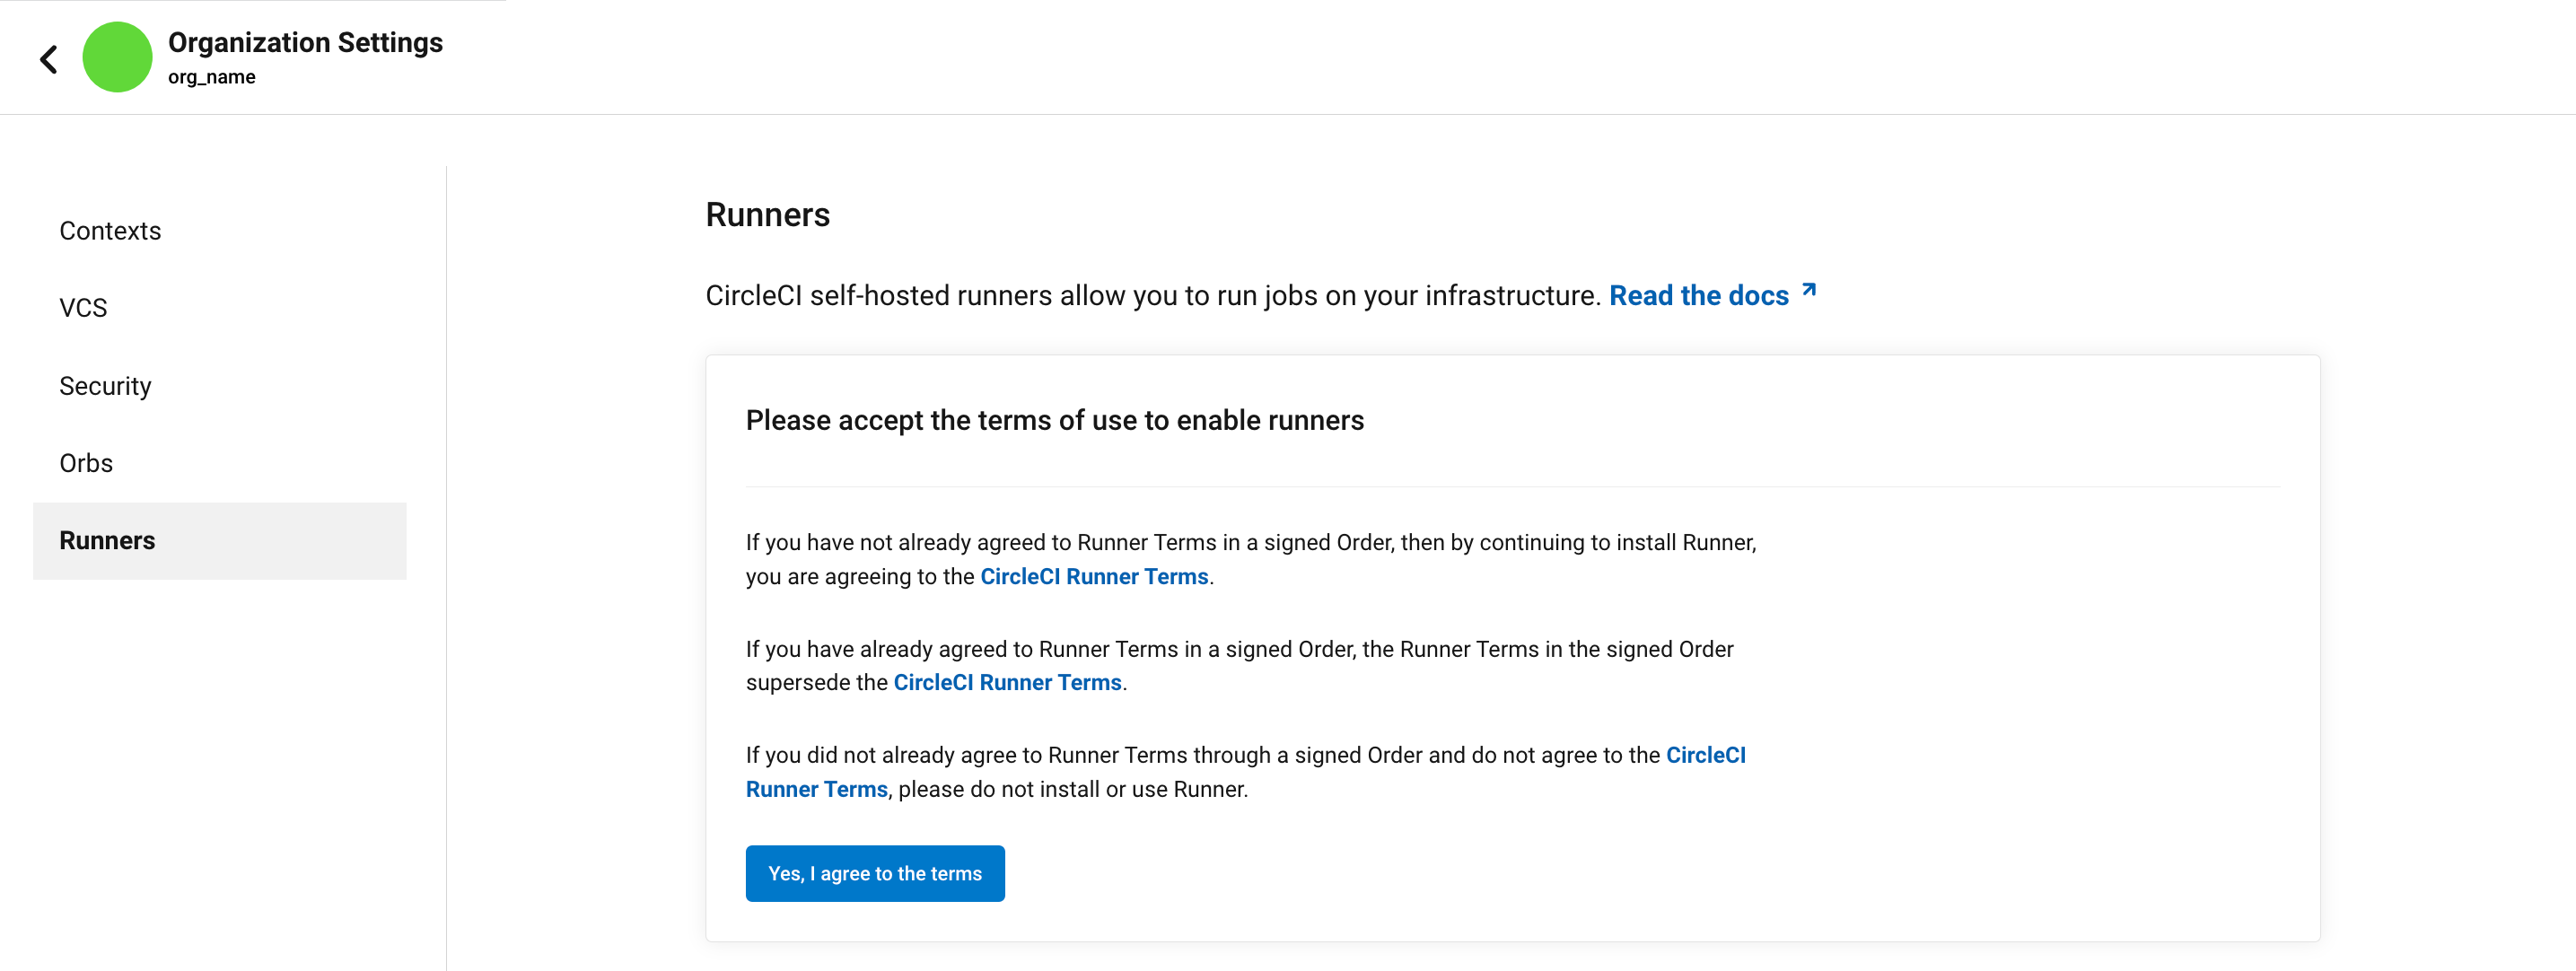 Organization Settings
org_name
Contexts
VCS
Security
Orbs
Runners
Runners
CircleCI self-hosted runners allow you to run jobs on your infrastructure. Read the docs
Please accept the terms of use to enable runners
If you have not already agreed to Runner Terms in a signed Order, then by continuing to install Runner,
you are agreeing to the CircleCI Runner Terms.
If you have already agreed to Runner Terms in a signed Order, the Runner Terms in the signed Order
supersede the CircleCI Runner Terms.
If you did not already agree to Runner Terms through a signed Order and do not agree to the CircleCI
Runner Terms, please do not install or use Runner.
Yes, I agree to the terms